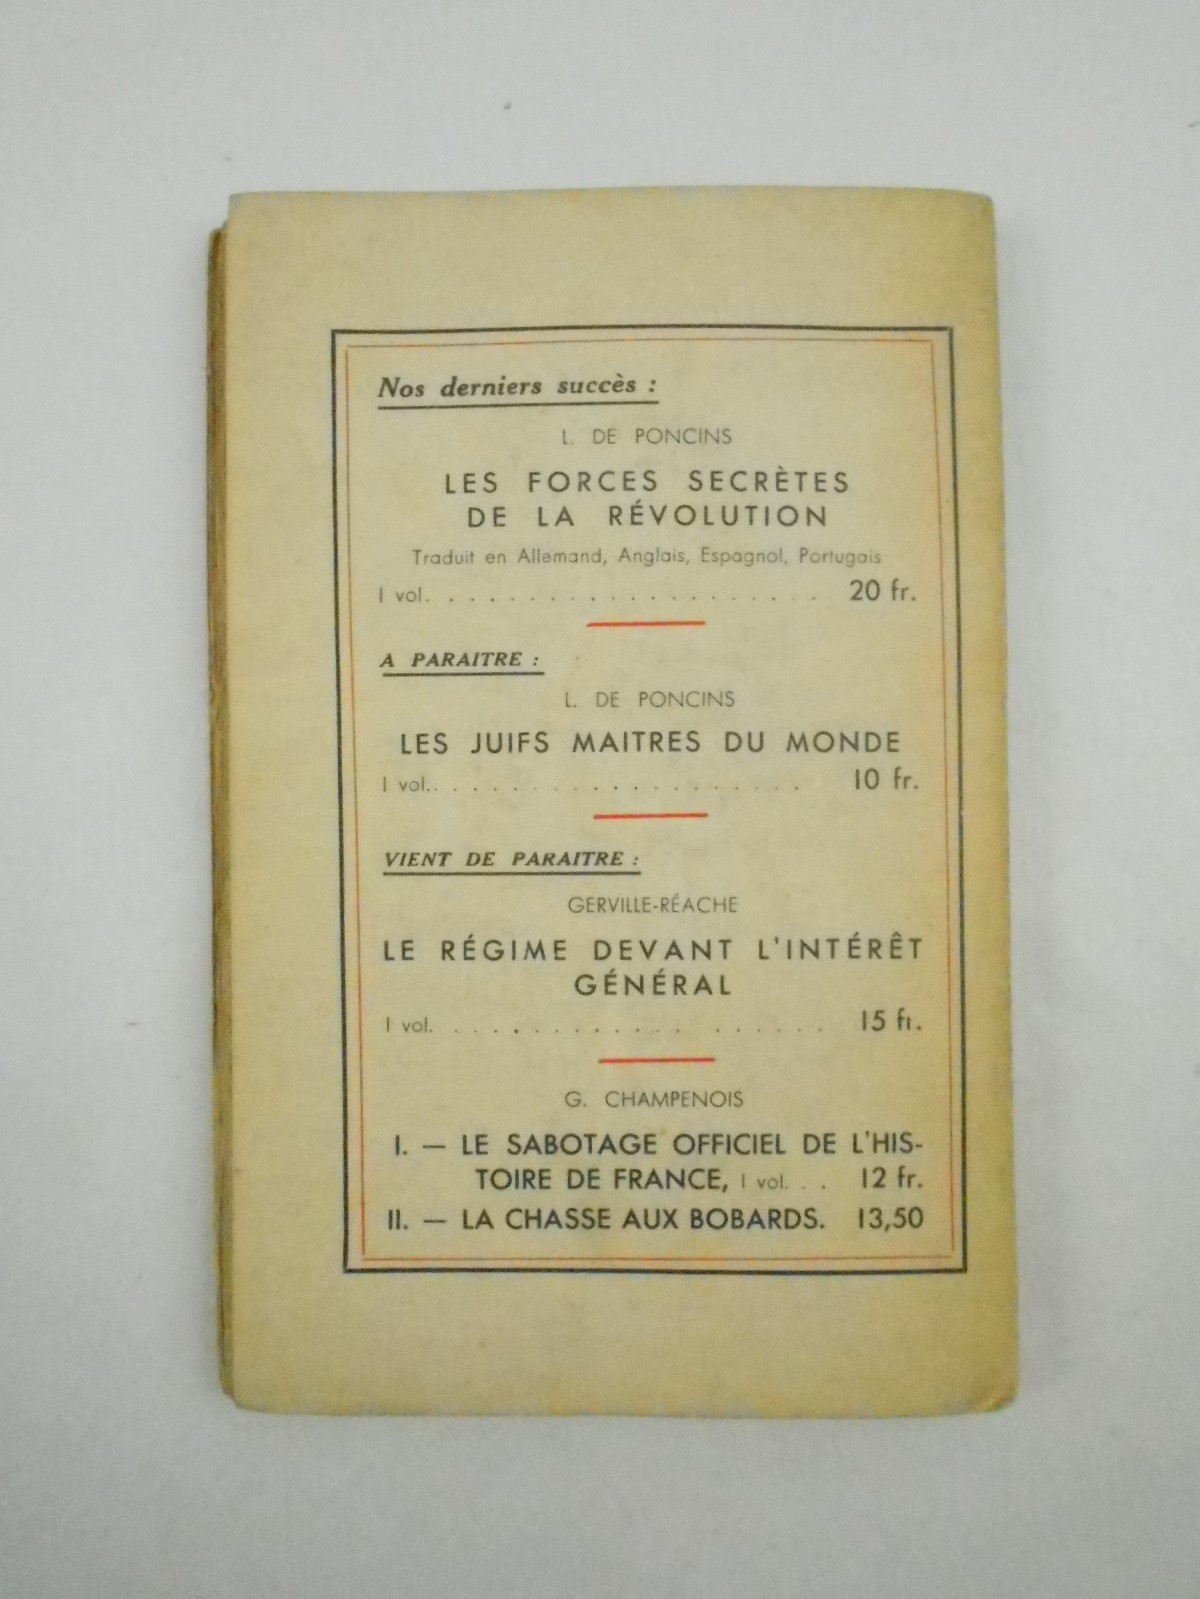 Nos derniers succès :
L. DE PONCINS
LES FORCES SECRÈTES
DE LA RÉVOLUTION
Traduit en Allemand, Anglais, Espagnol, Portugais
I vol. . . . . . . . . . . . . . . . . . . . . 20 fr.
A PARAITRE :
L. DE PONCINS
LES JUIFS MAITRES DU MONDE
I vol.. . . . . . . . . . . . . . . . . . . 10 fr.
VIENT DE PARAITRE :
GERVILLE-RÉACHE
LE RÉGIME DEVANT L'INTÉRÊT
GÉNÉRAL
I vol. . . . . . . . . . . . . . . . . . . . 15 fr.
G. CHAMPENOIS
I. — LE SABOTAGE OFFICIEL DE L'HIS-
TOIRE DE FRANCE, I vol. . . 12 fr.
II. — LA CHASSE AUX BOBARDS. 13,50